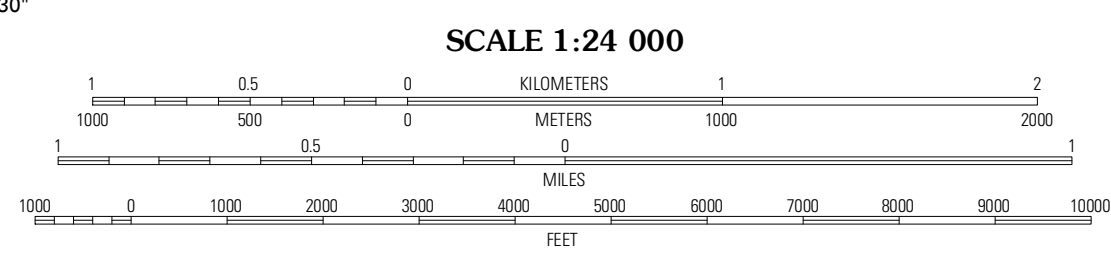 30"
SCALE 1:24 000
1 0.5 0 KILOMETERS 1 2
1000 500 0 METERS 1000 2000
1 0.5 0 1
MILES
1000 0 1000 2000 3000 4000 5000 6000 7000 8000 9000 10000
FEET